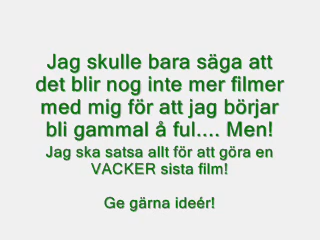 Jag skulle bara säga att
det blir nog inte mer filmer
med mig för att jag börjar
bli gammal å ful.... Men!
Jag ska satsa allt för att göra en
VACKER sista film!
Ge gärna ideér!